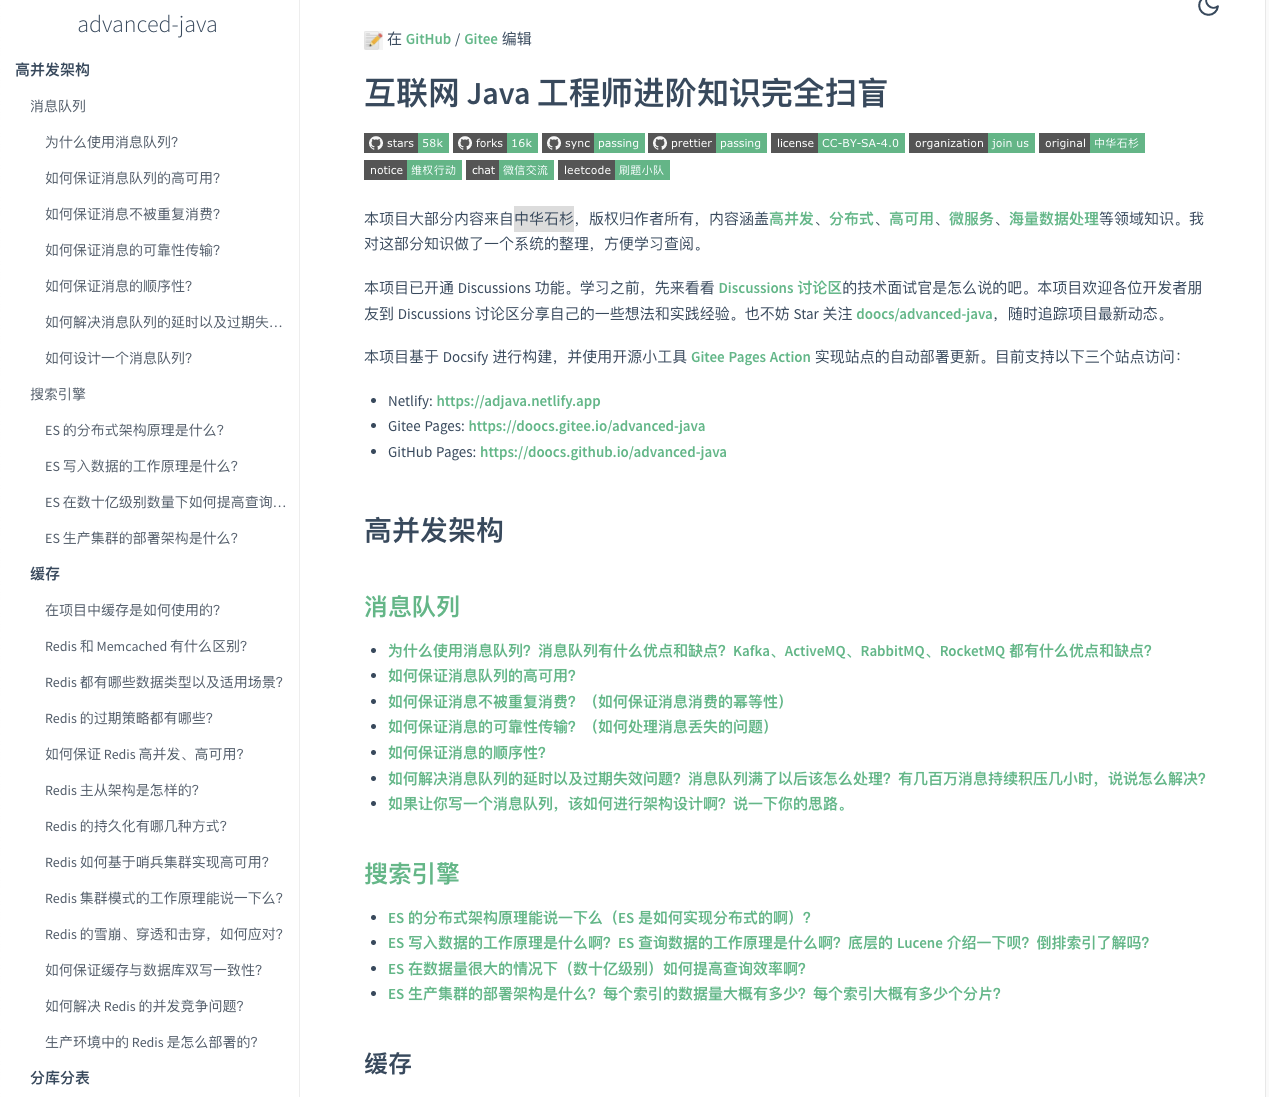 advanced-java
高并发架构
消息队列
为什么使用消息队列？
如何保证消息队列的高可用？
如何保证消息不被重复消费？
如何保证消息的可靠性传输？
如何保证消息的顺序性？
如何解决消息队列的延时以及过期失…
如何设计一个消息队列？
搜索引擎
ES 的分布式架构原理是什么？
ES 写入数据的工作原理是什么？
ES 在数十亿级别数量下如何提高查询…
ES 生产集群的部署架构是什么？
缓存
在项目中缓存是如何使用的？
Redis 和 Memcached 有什么区别？
Redis 都有哪些数据类型以及适用场景？
Redis 的过期策略都有哪些？
如何保证 Redis 高并发、高可用？
Redis 主从架构是怎样的？
Redis 的持久化有哪几种方式？
Redis 如何基于哨兵集群实现高可用？
Redis 集群模式的工作原理能说一下么？
Redis 的雪崩、穿透和击穿，如何应对？
如何保证缓存与数据库双写一致性？
如何解决 Redis 的并发竞争问题？
生产环境中的 Redis 是怎么部署的？
分库分表
在 GitHub / Gitee 编辑
互联网 Java 工程师进阶知识完全扫盲
stars 58k forks 16k sync passing prettier passing license CC-BY-SA-4.0 organization join us original 中华石杉
notice 维权行动 chat 微信交流 leetcode 刷题小队
本项目大部分内容来自中华石杉，版权归作者所有，内容涵盖高并发、分布式、高可用、微服务、海量数据处理等领域知识。我
对这部分知识做了一个系统的整理，方便学习查阅。
本项目已开通 Discussions 功能。学习之前，先来看看 Discussions 讨论区的技术面试官是怎么说的吧。本项目欢迎各位开发者朋
友到 Discussions 讨论区分享自己的一些想法和实践经验。也不妨 Star 关注 doocs/advanced-java，随时追踪项目最新动态。
本项目基于 Docsify 进行构建，并使用开源小工具 Gitee Pages Action 实现站点的自动部署更新。目前支持以下三个站点访问：
Netlify: https://adjava.netlify.app
Gitee Pages: https://doocs.gitee.io/advanced-java
GitHub Pages: https://doocs.github.io/advanced-java
高并发架构
消息队列
为什么使用消息队列？消息队列有什么优点和缺点？Kafka、ActiveMQ、RabbitMQ、RocketMQ 都有什么优点和缺点？
如何保证消息队列的高可用？
如何保证消息不被重复消费？（如何保证消息消费的幂等性）
如何保证消息的可靠性传输？（如何处理消息丢失的问题）
如何保证消息的顺序性？
如何解决消息队列的延时以及过期失效问题？消息队列满了以后该怎么处理？有几百万消息持续积压几小时，说说怎么解决？
如果让你写一个消息队列，该如何进行架构设计啊？说一下你的思路。
搜索引擎
ES 的分布式架构原理能说一下么（ES 是如何实现分布式的啊）？
ES 写入数据的工作原理是什么啊？ES 查询数据的工作原理是什么啊？底层的 Lucene 介绍一下呗？倒排索引了解吗？
ES 在数据量很大的情况下（数十亿级别）如何提高查询效率啊？
ES 生产集群的部署架构是什么？每个索引的数据量大概有多少？每个索引大概有多少个分片？
缓存